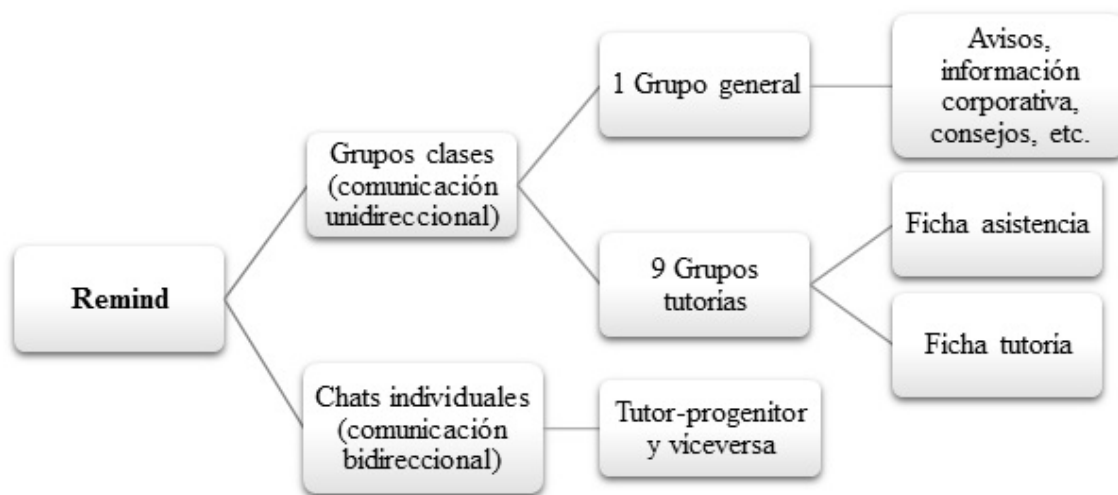 Remind
Grupos clases
(comunicación
unidireccional)
1 Grupo general
Avisos,
información
corporativa,
consejos, etc.
9 Grupos
tutorías
Ficha asistencia
Ficha tutoría
Chats individuales
(comunicación
bidireccional)
Tutor-progenitor
y viceversa